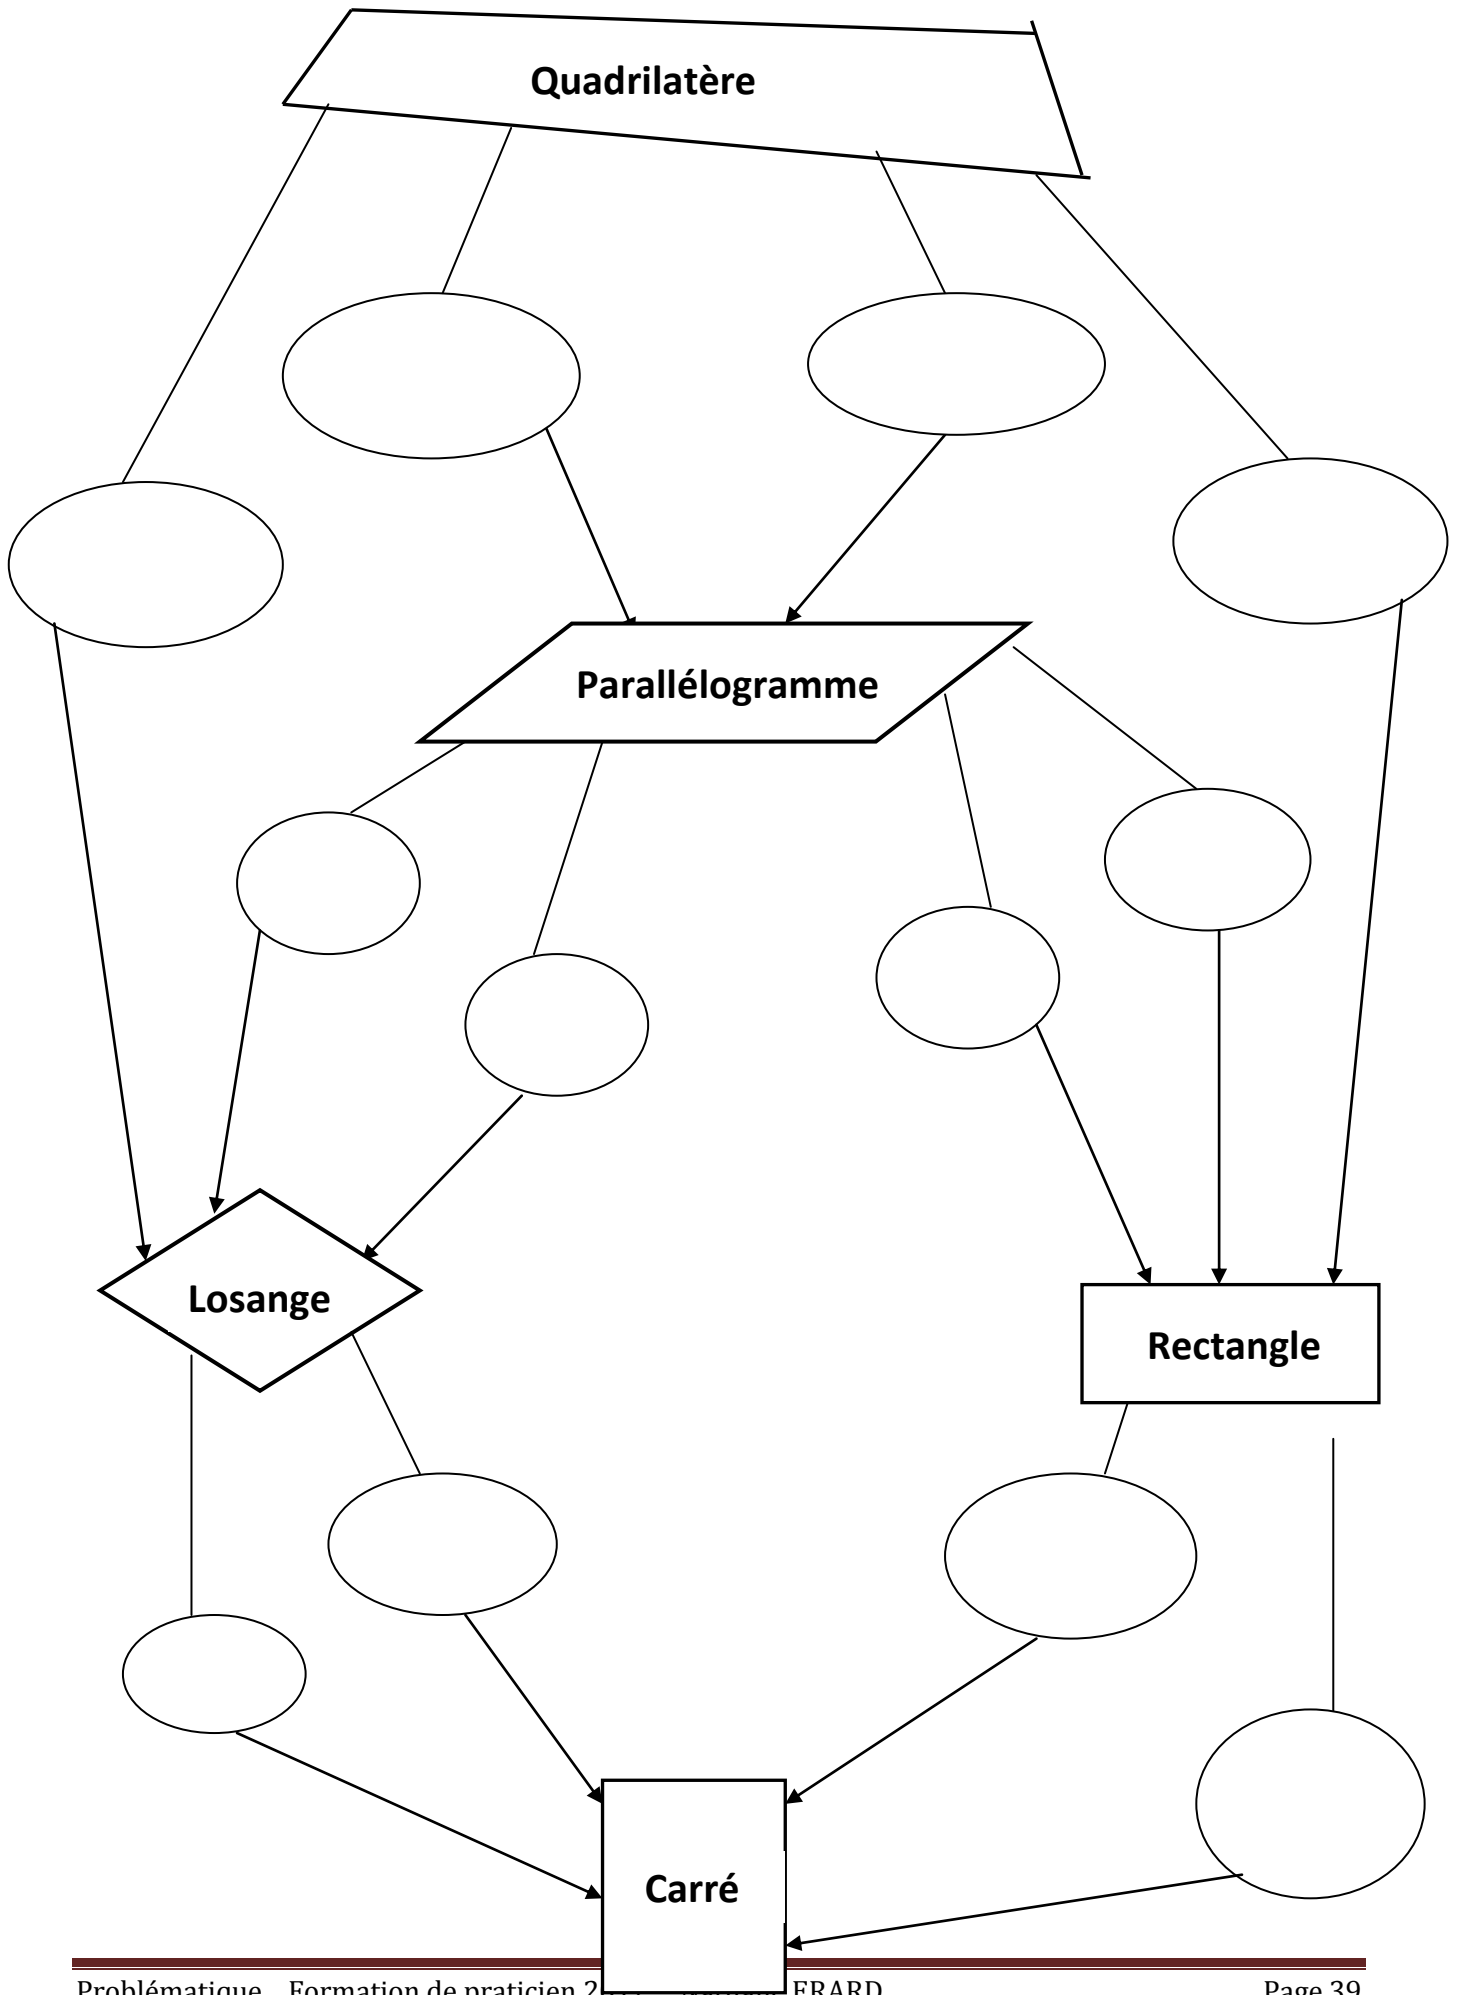 Quadrilatère
Parallélogramme
Losange
Rectangle
Carré
Problématique Formation de praticien ERARD Page 39